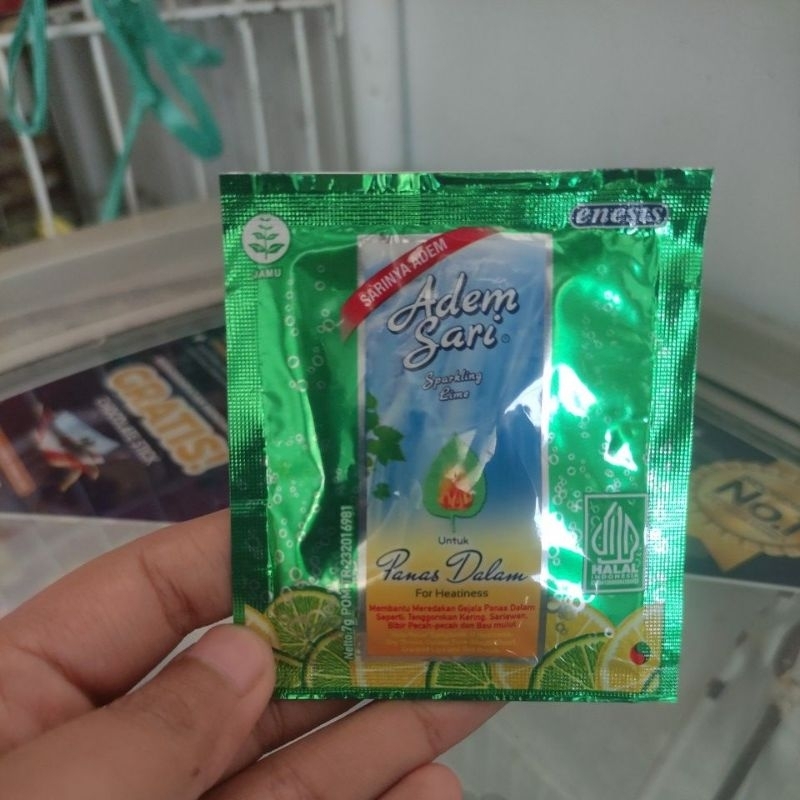 enesis
JAMU
SARINYA ADEM
Adem
Sari
Sparkling
Lime
Untuk
Panas Dalam
For Heatiness
Membantu Meredakan Gejala Panas Dalam
Seperti: Tenggorokan Kering, Sariawan,
Bibir Pecah-pecah dan Bau mulut
HALAL
INDONESIA
GRATIS!
No.1